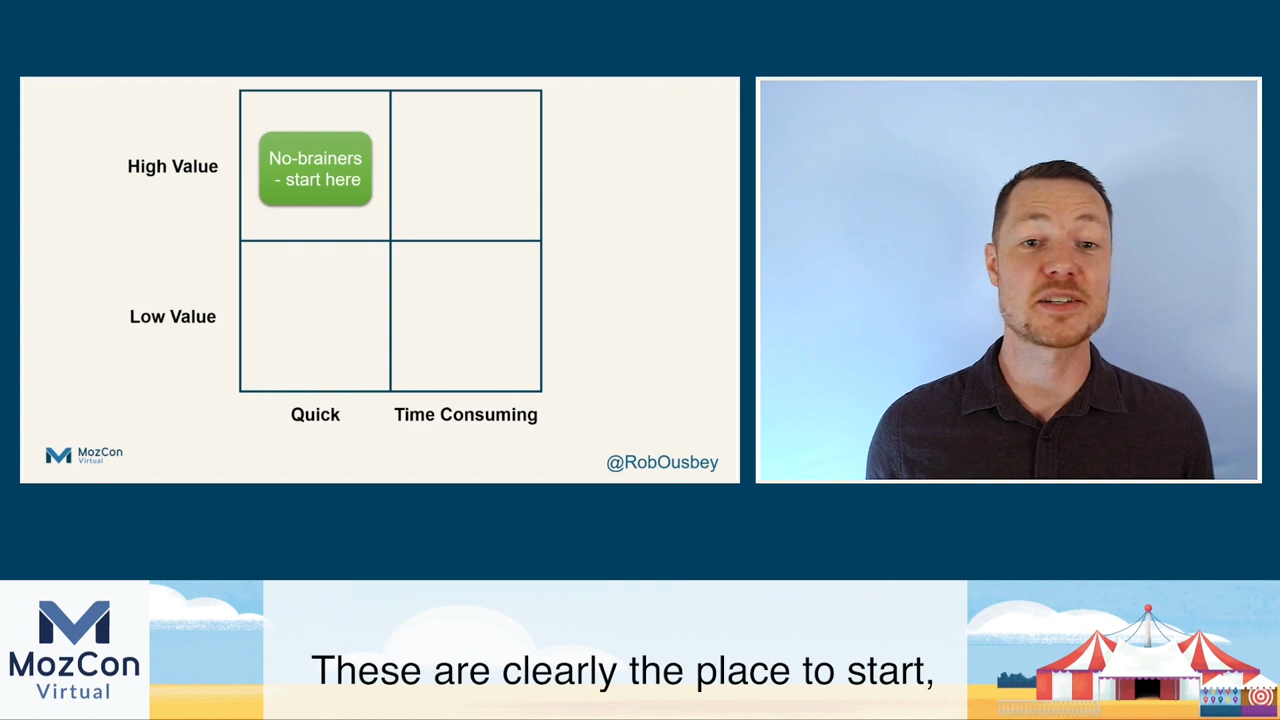 High Value
No-brainers
- start here
Low Value
Quick
Time Consuming
MozCon
Virtual
@RobOusbey
MozCon
Virtual
These are clearly the place to start,